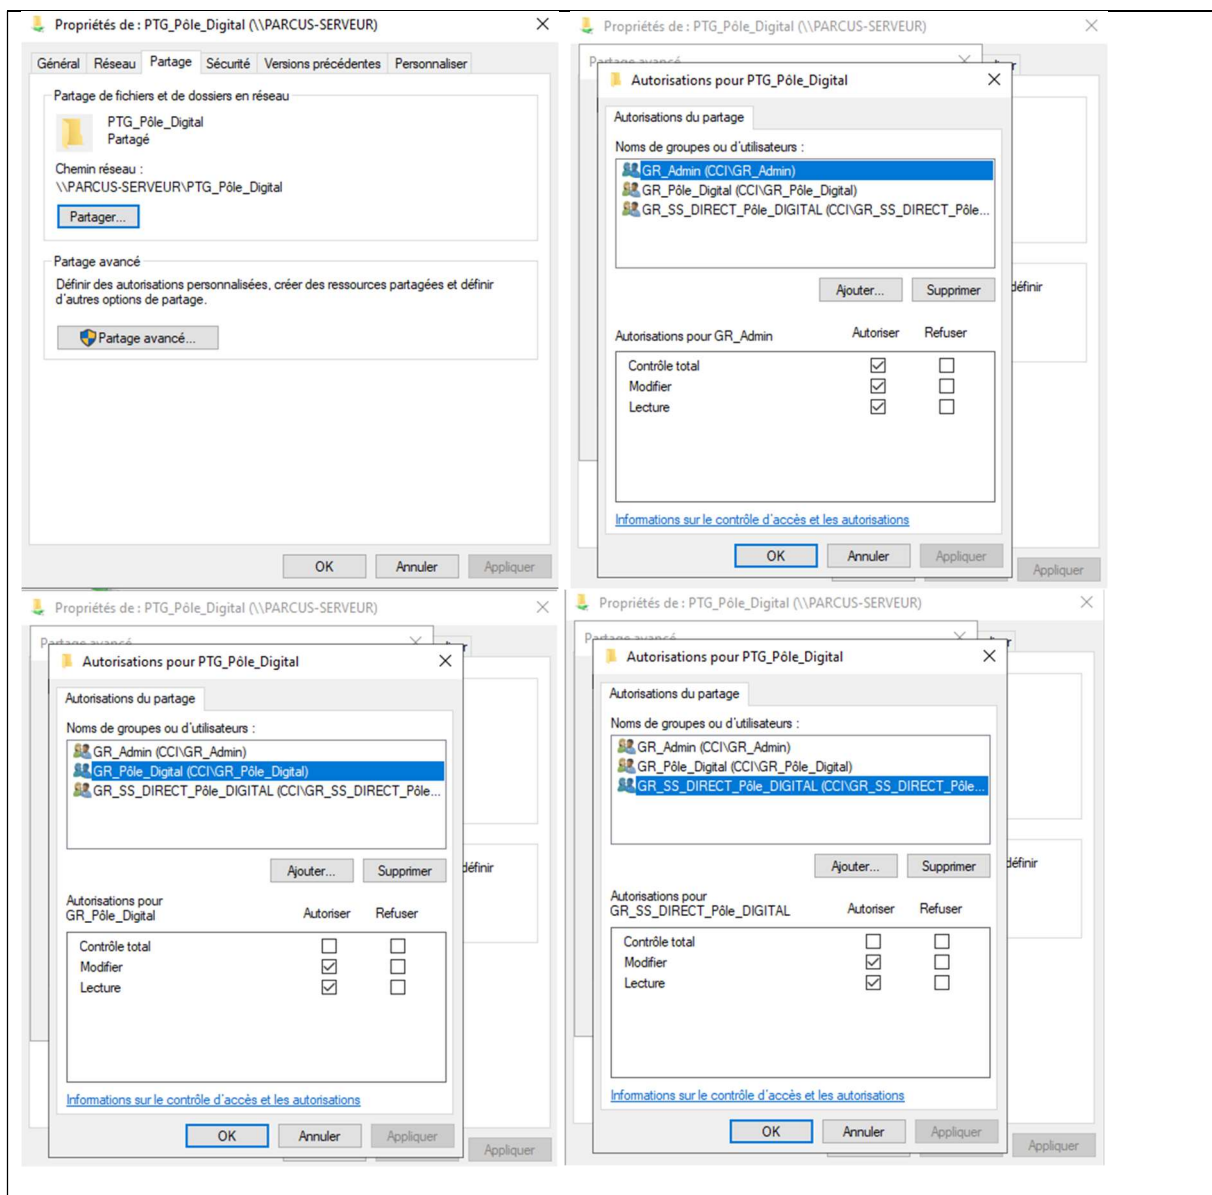 Propriétés de : PTG_Pôle_Digital (\\PARCUS-SERVEUR)
Général Réseau Partage Sécurité Versions précédentes Personnaliser
Partage de fichiers et de dossiers en réseau
PTG_Pôle_Digital
Partagé
Chemin réseau :
\\PARCUS-SERVEUR\PTG_Pôle_Digital
Partager...
Partage avancé
Définir des autorisations personnalisées, créer des ressources partagées et définir
d'autres options de partage.
Partage avancé...
OK Annuler Appliquer
Propriétés de : PTG_Pôle_Digital (\\PARCUS-SERVEUR)
Partage avancé
Autorisations pour PTG_Pôle_Digital
Autorisations du partage
Noms de groupes ou d'utilisateurs :
GR_Admin (CCI\GR_Admin)
GR_Pôle_Digital (CCI\GR_Pôle_Digital)
GR_SS_DIRECT_Pôle_DIGITAL (CCI\GR_SS_DIRECT_Pôle...
Ajouter... Supprimer
définir
Autorisations pour GR_Admin Autoriser Refuser
Contrôle total
Modifier
Lecture
Informations sur le contrôle d'accès et les autorisations
OK Annuler Appliquer
Appliquer
Propriétés de : PTG_Pôle_Digital (\\PARCUS-SERVEUR)
Partage avancé
Autorisations pour PTG_Pôle_Digital
Autorisations du partage
Noms de groupes ou d'utilisateurs :
GR_Admin (CCI\GR_Admin)
GR_Pôle_Digital (CCI\GR_Pôle_Digital)
GR_SS_DIRECT_Pôle_DIGITAL (CCI\GR_SS_DIRECT_Pôle...
Ajouter... Supprimer
définir
Autorisations pour
GR_Pôle_Digital Autoriser Refuser
Contrôle total
Modifier
Lecture
Informations sur le contrôle d'accès et les autorisations
OK Annuler Appliquer
Appliquer
Propriétés de : PTG_Pôle_Digital (\\PARCUS-SERVEUR)
Partage avancé
Autorisations pour PTG_Pôle_Digital
Autorisations du partage
Noms de groupes ou d'utilisateurs :
GR_Admin (CCI\GR_Admin)
GR_Pôle_Digital (CCI\GR_Pôle_Digital)
GR_SS_DIRECT_Pôle_DIGITAL (CCI\GR_SS_DIRECT_Pôle...
Ajouter... Supprimer
définir
Autorisations pour
GR_SS_DIRECT_Pôle_DIGITAL Autoriser Refuser
Contrôle total
Modifier
Lecture
Informations sur le contrôle d'accès et les autorisations
OK Annuler Appliquer
Appliquer